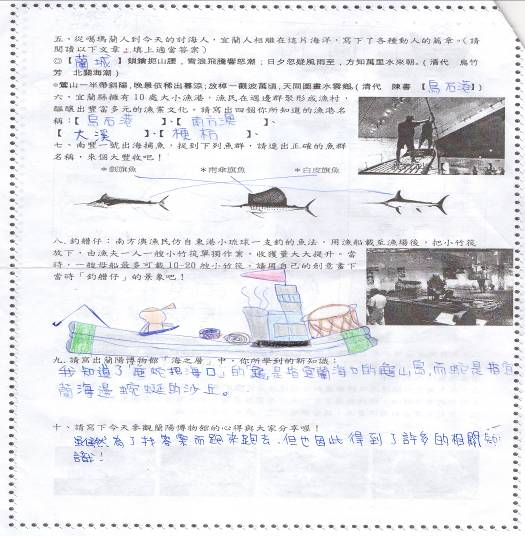 五、從噶瑪蘭人到今天的討海人，宜蘭人相繼在這片海洋，寫下了各種動人的篇章。(請
閱讀以下文章，填上適當答案)
◎【蘭城】鎖鑰扼山腰，雪浪飛騰響怒潮；日夕忽疑風雨至，方知萬里水來朝。(清代 烏竹
芳 北關海潮)
鶯山一半帶斜陽，晚景依稀出暮涼；放棹一觀波萬頃，天開圖畫水雲鄉。(清代 陳書 【烏石港】
六、宜蘭縣擁有10處大小漁港，漁民在週邊群聚形成漁村，
醞釀出豐富多元的漁業文化。請寫出四個你所知道的漁港名
稱:【烏石港】、【南方澳】、
【大溪】、【梗枋】
七、南豐一號出海捕魚，捉到下列魚群，請連出正確的魚群
名稱，來個大豐收吧！
*劍旗魚 *雨傘旗魚 *白皮旗魚
八.釣艚仔：南方澳漁民仿自東港小琉球一支釣的魚法，用漁船載至漁場後，把小竹筏
放下，由漁夫一人一艘小竹筏單獨作業，收獲量大大提升。當
時，一艘母船最多可載10-20艘小竹筏。請用自己的創意畫下
當時「釣艚仔」的景象吧！
九.請寫出蘭陽博物館「海之層」中，你所學到的新知識：
我知道了「龜蛇把海口」的龜是指宜蘭海上的龜山島，而蛇是指宜
蘭海邊蜿蜒的沙丘。
十、請寫下今天參觀蘭陽博物館的心得與大家分享喔！
雖然為了找答案而跑來跑去，但也因此得到了許多的相關知
識！